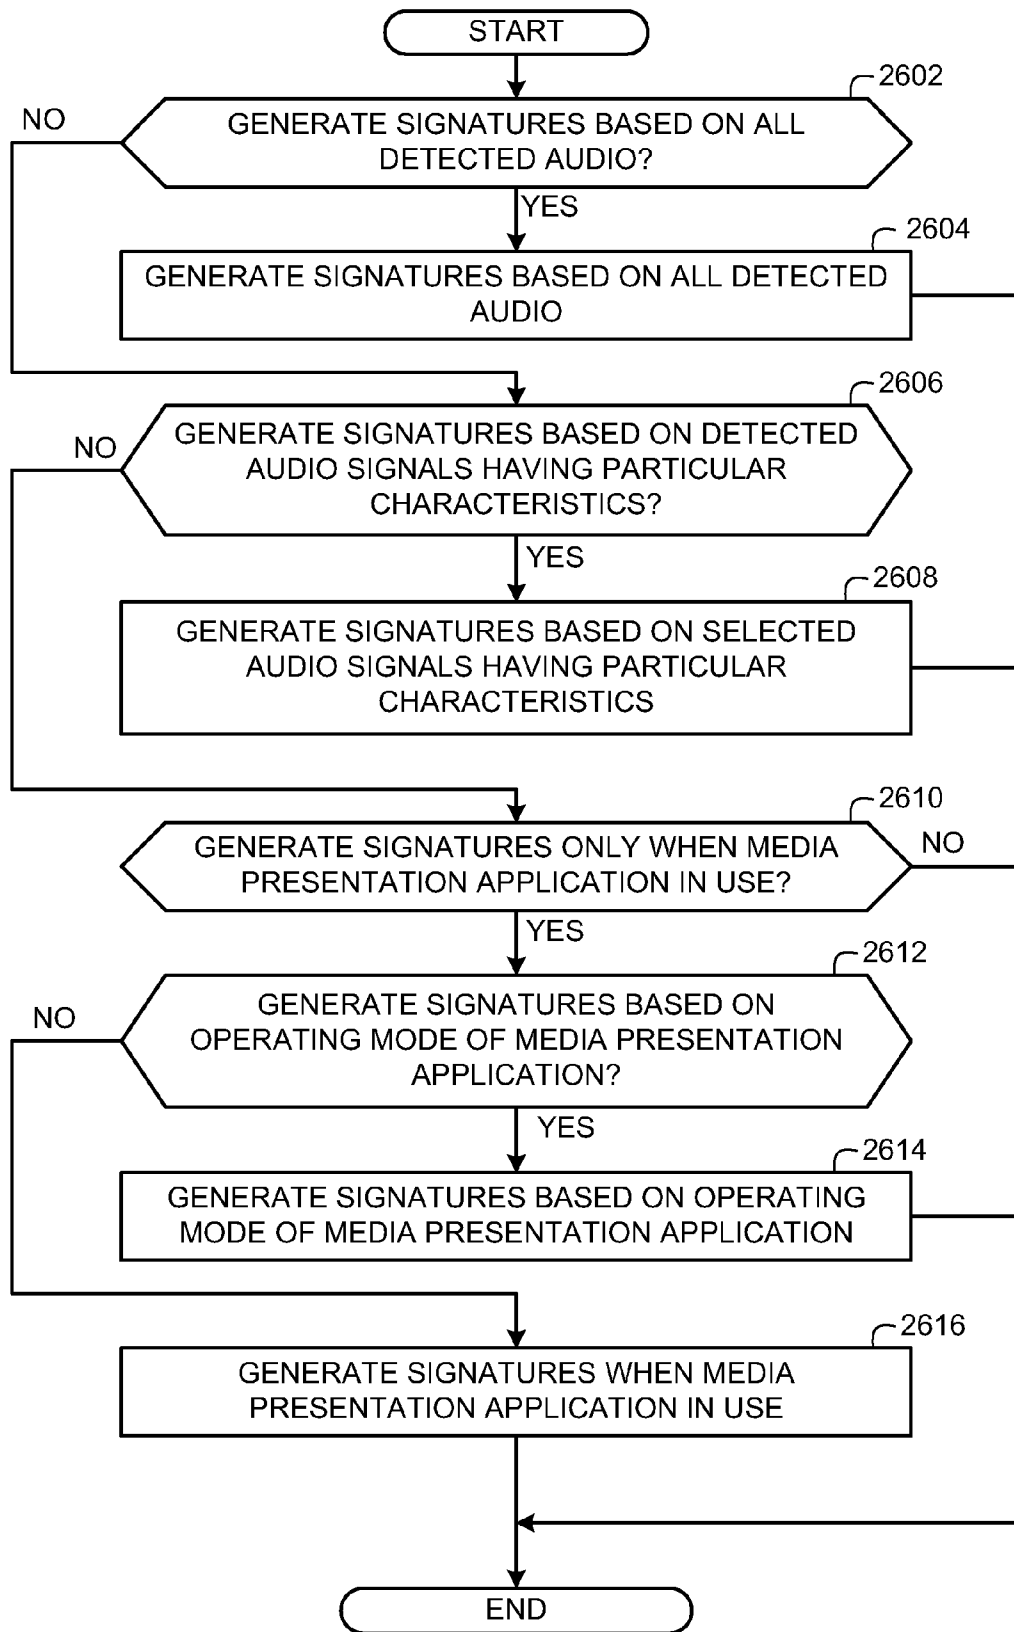 START
2602
NO
GENERATE SIGNATURES BASED ON ALL
DETECTED AUDIO?
YES
2604
GENERATE SIGNATURES BASED ON ALL DETECTED
AUDIO
2606
NO
GENERATE SIGNATURES BASED ON DETECTED
AUDIO SIGNALS HAVING PARTICULAR
CHARACTERISTICS?
YES
2608
GENERATE SIGNATURES BASED ON SELECTED
AUDIO SIGNALS HAVING PARTICULAR
CHARACTERISTICS
2610
GENERATE SIGNATURES ONLY WHEN MEDIA
PRESENTATION APPLICATION IN USE?
NO
YES
2612
NO
GENERATE SIGNATURES BASED ON
OPERATING MODE OF MEDIA PRESENTATION
APPLICATION?
YES
2614
GENERATE SIGNATURES BASED ON OPERATING
MODE OF MEDIA PRESENTATION APPLICATION
2616
GENERATE SIGNATURES WHEN MEDIA
PRESENTATION APPLICATION IN USE
END